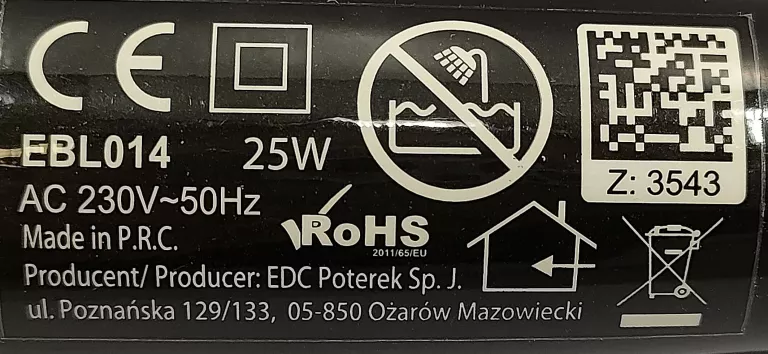 CE
EBL014 25W
Z: 3543
AC 230V~50Hz
RoHS
2011/65/EU
Made in P.R.C.
Producent/ Producer: EDC Poterek Sp. J.
ul. Poznańska 129/133, 05-850 Ożarów Mazowiecki